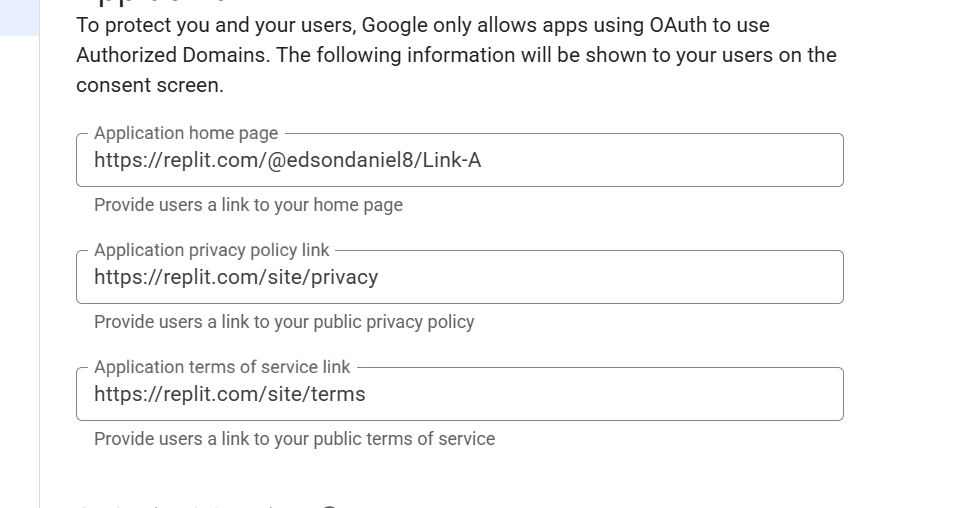 To protect you and your users, Google only allows apps using OAuth to use
Authorized Domains. The following information will be shown to your users on the
consent screen.
Application home page
https://replit.com/@edsondaniel8/Link-A
Provide users a link to your home page
Application privacy policy link
https://replit.com/site/privacy
Provide users a link to your public privacy policy
Application terms of service link
https://replit.com/site/terms
Provide users a link to your public terms of service